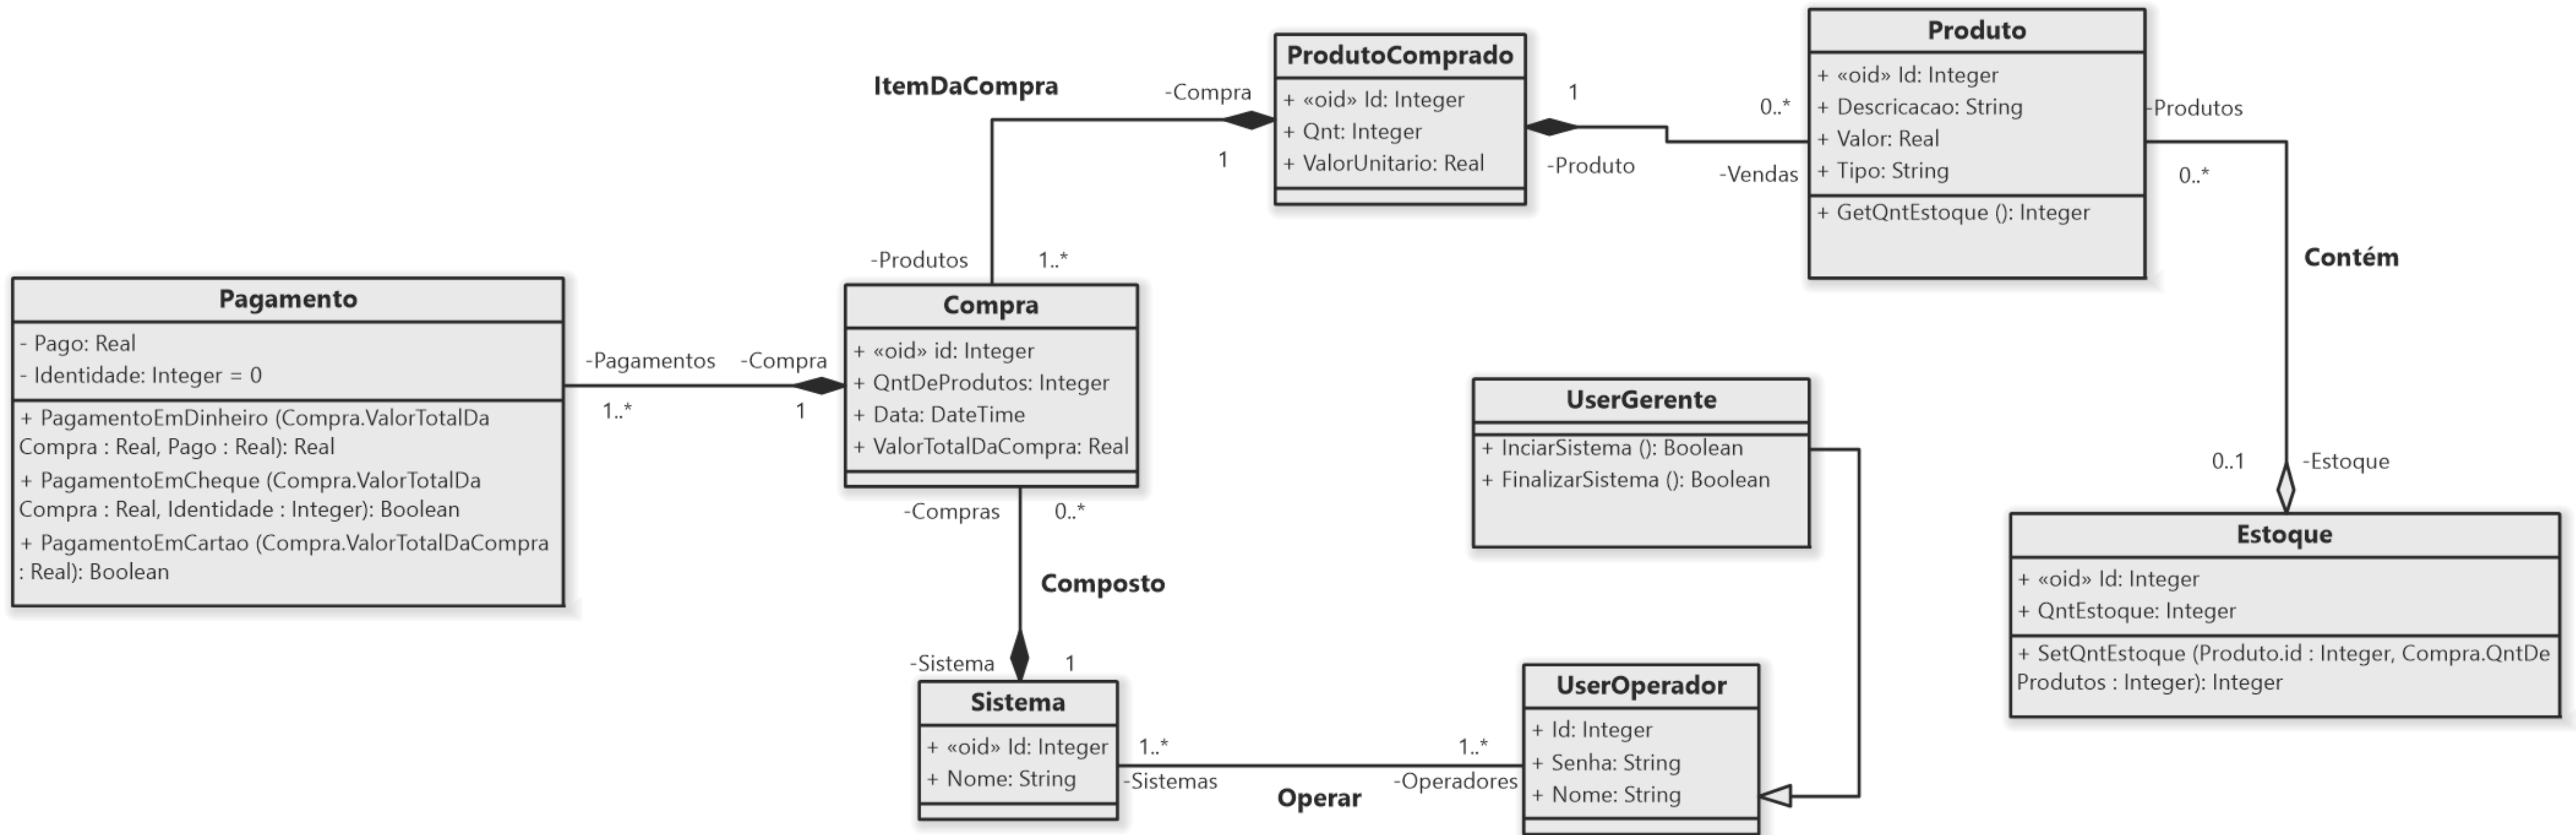 Produto
+ «oid» Id: Integer
+ Descricacao: String
+ Valor: Real
+ Tipo: String
+ GetQntEstoque (): Integer
ProdutoComprado
+ «oid» Id: Integer
+ Qnt: Integer
+ ValorUnitario: Real
ItemDaCompra
-Compra
1
1
0..*
-Produto
-Vendas
-Produtos
0..*
Contém
-Produtos
1..*
Pagamento
- Pago: Real
- Identidade: Integer = 0
+ PagamentoEmDinheiro (Compra.ValorTotalDa
Compra : Real, Pago : Real): Real
+ PagamentoEmCheque (Compra.ValorTotalDa
Compra : Real, Identidade : Integer): Boolean
+ PagamentoEmCartao (Compra.ValorTotalDaCompra
: Real): Boolean
-Pagamentos
-Compra
1..*
1
Compra
+ «oid» id: Integer
+ QntDeProdutos: Integer
+ Data: DateTime
+ ValorTotalDaCompra: Real
-Compras
0..*
Composto
-Sistema
1
UserGerente
+ InciarSistema (): Boolean
+ FinalizarSistema (): Boolean
0..1
-Estoque
Estoque
+ «oid» Id: Integer
+ QntEstoque: Integer
+ SetQntEstoque (Produto.id : Integer, Compra.QntDe
Produtos : Integer): Integer
Sistema
+ «oid» Id: Integer
+ Nome: String
1..*
-Sistemas
Operar
1..*
-Operadores
UserOperador
+ Id: Integer
+ Senha: String
+ Nome: String